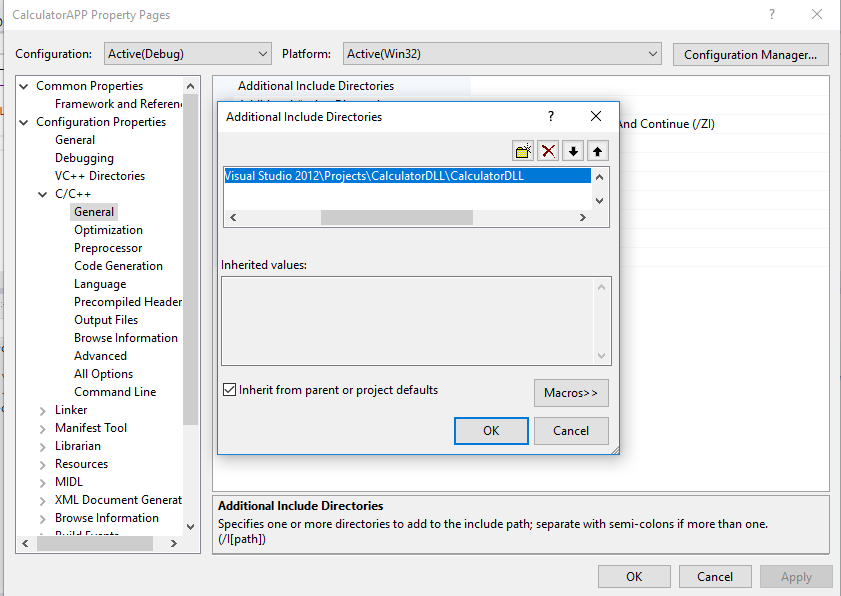 CalculatorAPP Property Pages
?
Configuration: Active(Debug) Platform: Active(Win32) Configuration Manager...
Common Properties
Framework and Referen
Configuration Properties
General
Debugging
VC++ Directories
C/C++
General
Optimization
Preprocessor
Code Generation
Language
Precompiled Header
Output Files
Browse Information
Advanced
All Options
Command Line
Linker
Manifest Tool
Librarian
Resources
MIDL
XML Document Generat
Browse Information
Additional Include Directories
And Continue (/ZI)
Additional Include Directories
?
Visual Studio 2012\Projects\CalculatorDLL\CalculatorDLL
Inherited values:
Inherit from parent or project defaults
Macros>>
OK Cancel
Additional Include Directories
Specifies one or more directories to add to the include path; separate with semi-colons if more than one.
(/I[path])
OK Cancel Apply